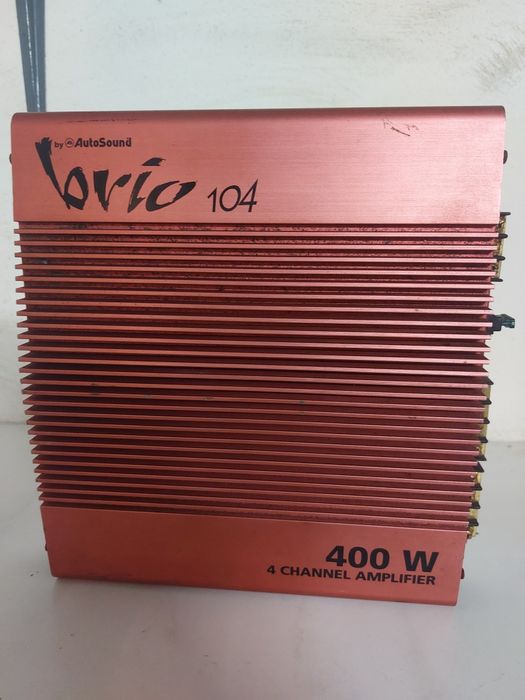 by AutoSound
brio 104
400 W
4 CHANNEL AMPLIFIER